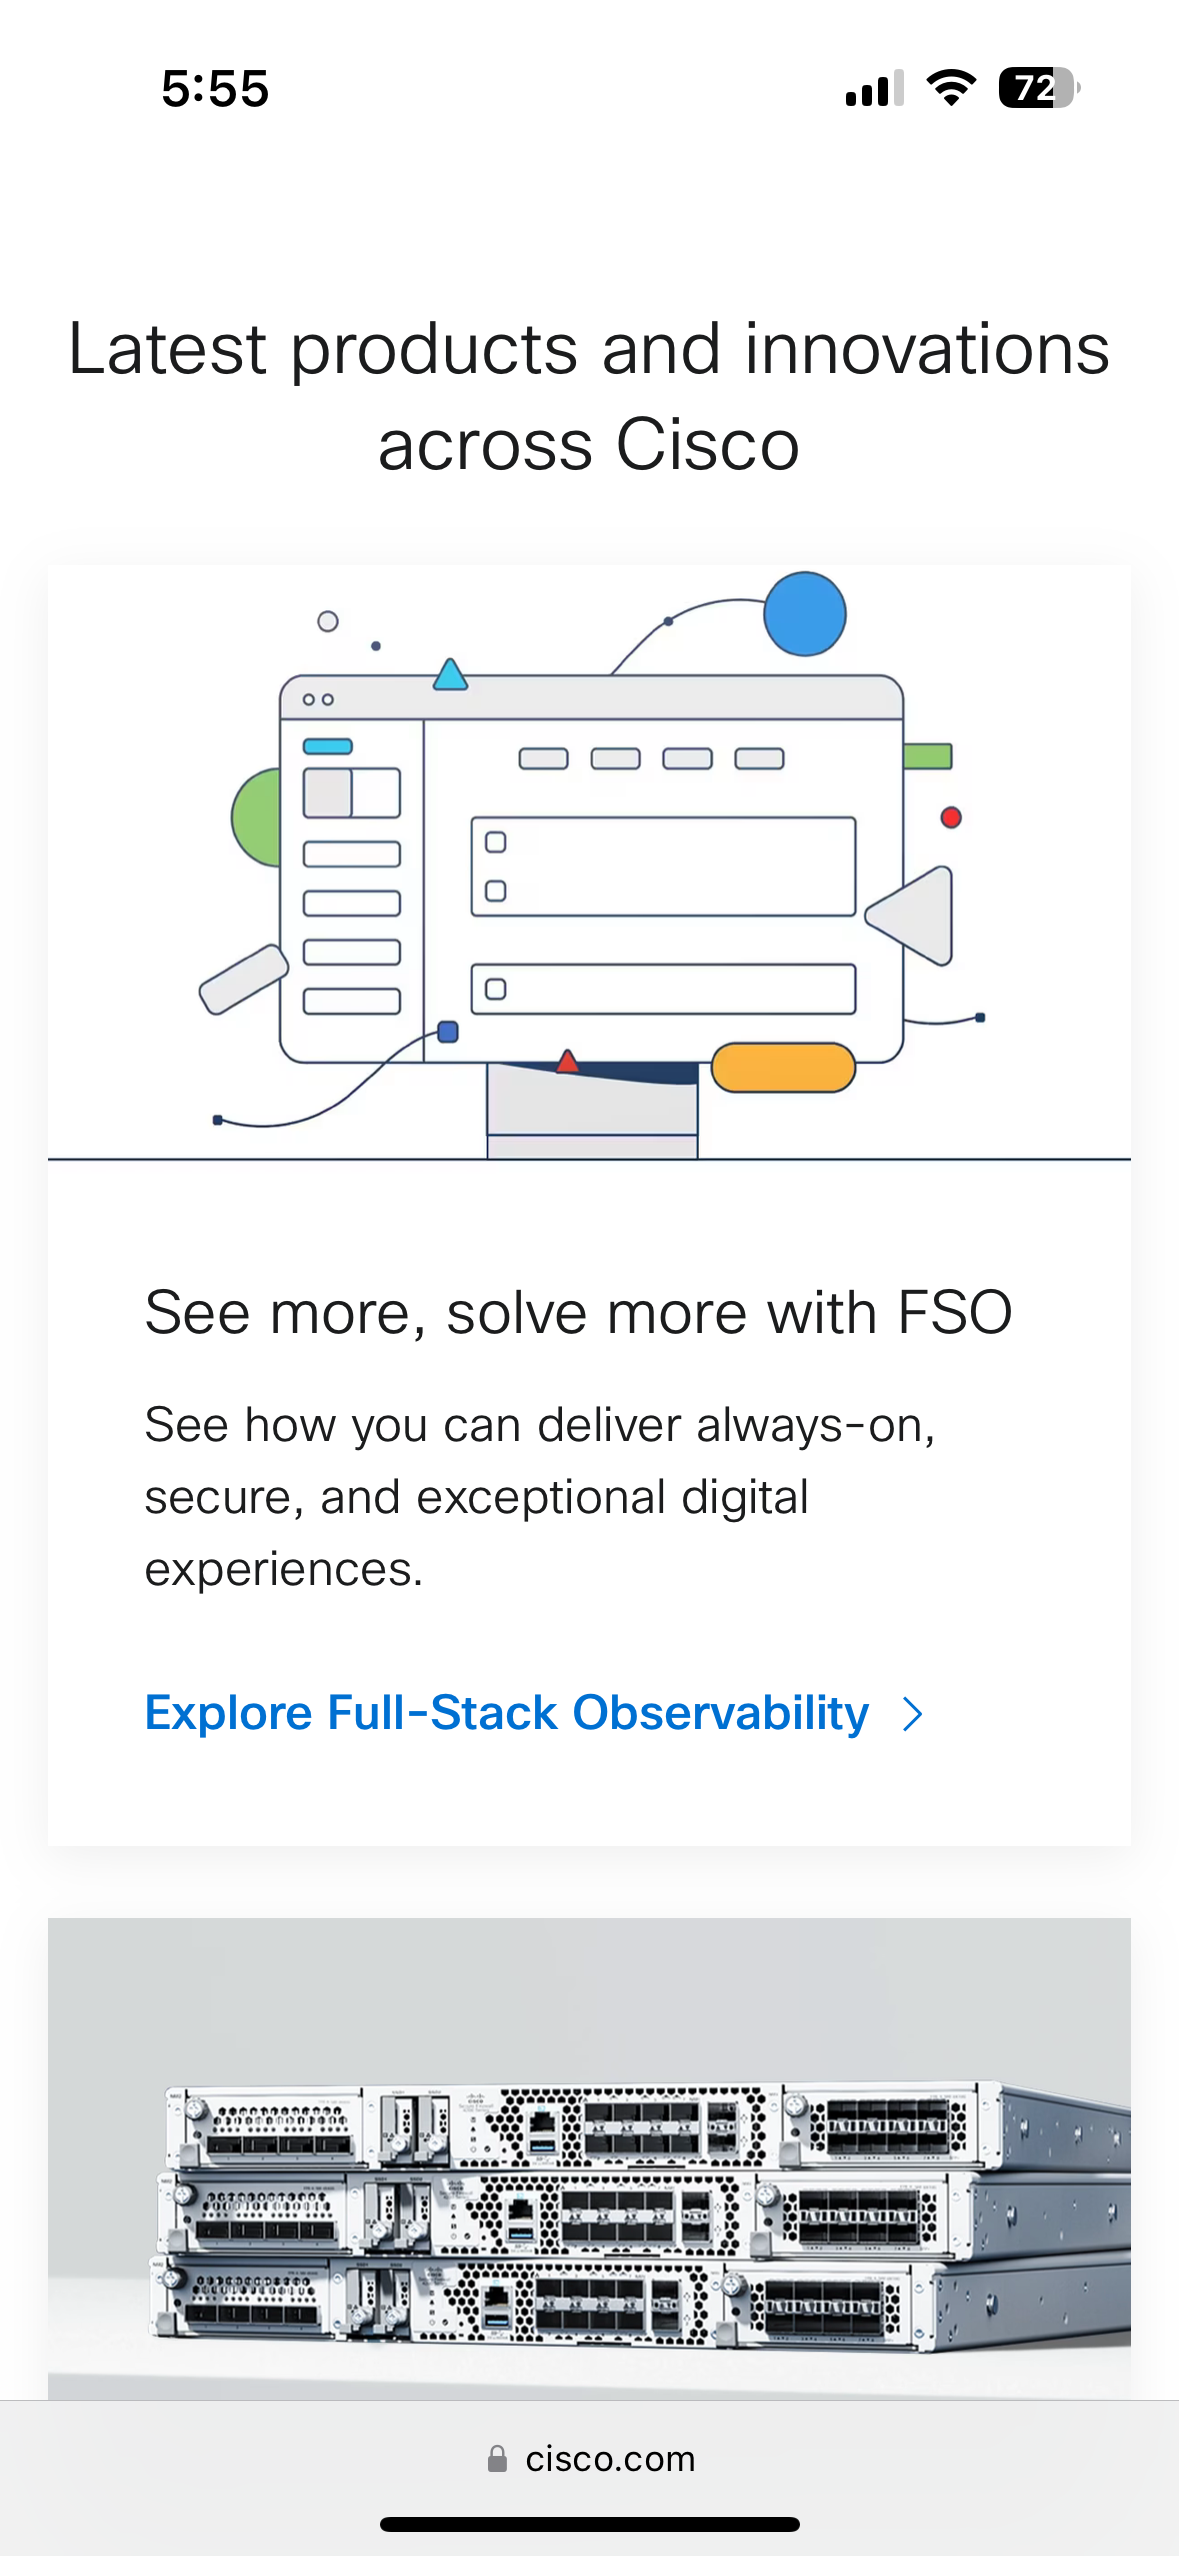 5:55
72
Latest products and innovations
across Cisco
See more, solve more with FSO
See how you can deliver always-on,
secure, and exceptional digital
experiences.
Explore Full-Stack Observability
cisco.com